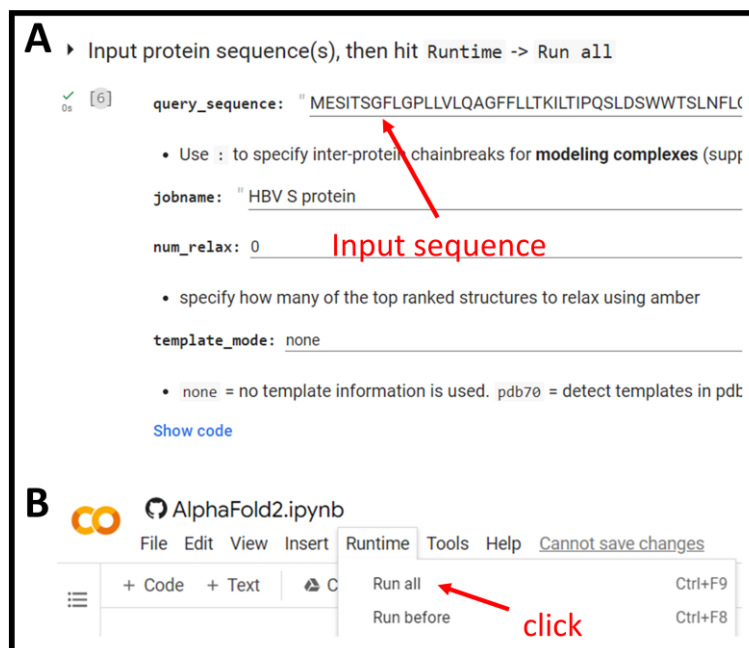 A
Input protein sequence(s), then hit Runtime -> Run all
0s
[6]
query_sequence: "MESITSGFLGPLLVLQAGFFLLTKILTIPQSLDSWWTSLNFLG
• Use : to specify inter-protein chainbreaks for modeling complexes (supp
jobname: "HBV S protein
num_relax: 0
Input sequence
• specify how many of the top ranked structures to relax using amber
template_mode: none
• none = no template information is used. pdb70 = detect templates in pdb
Show code
B
CO
AlphaFold2.ipynb
File Edit View Insert Runtime Tools Help Cannot save changes
+ Code + Text C
Run all Ctrl+F9
Run before Ctrl+F8
click